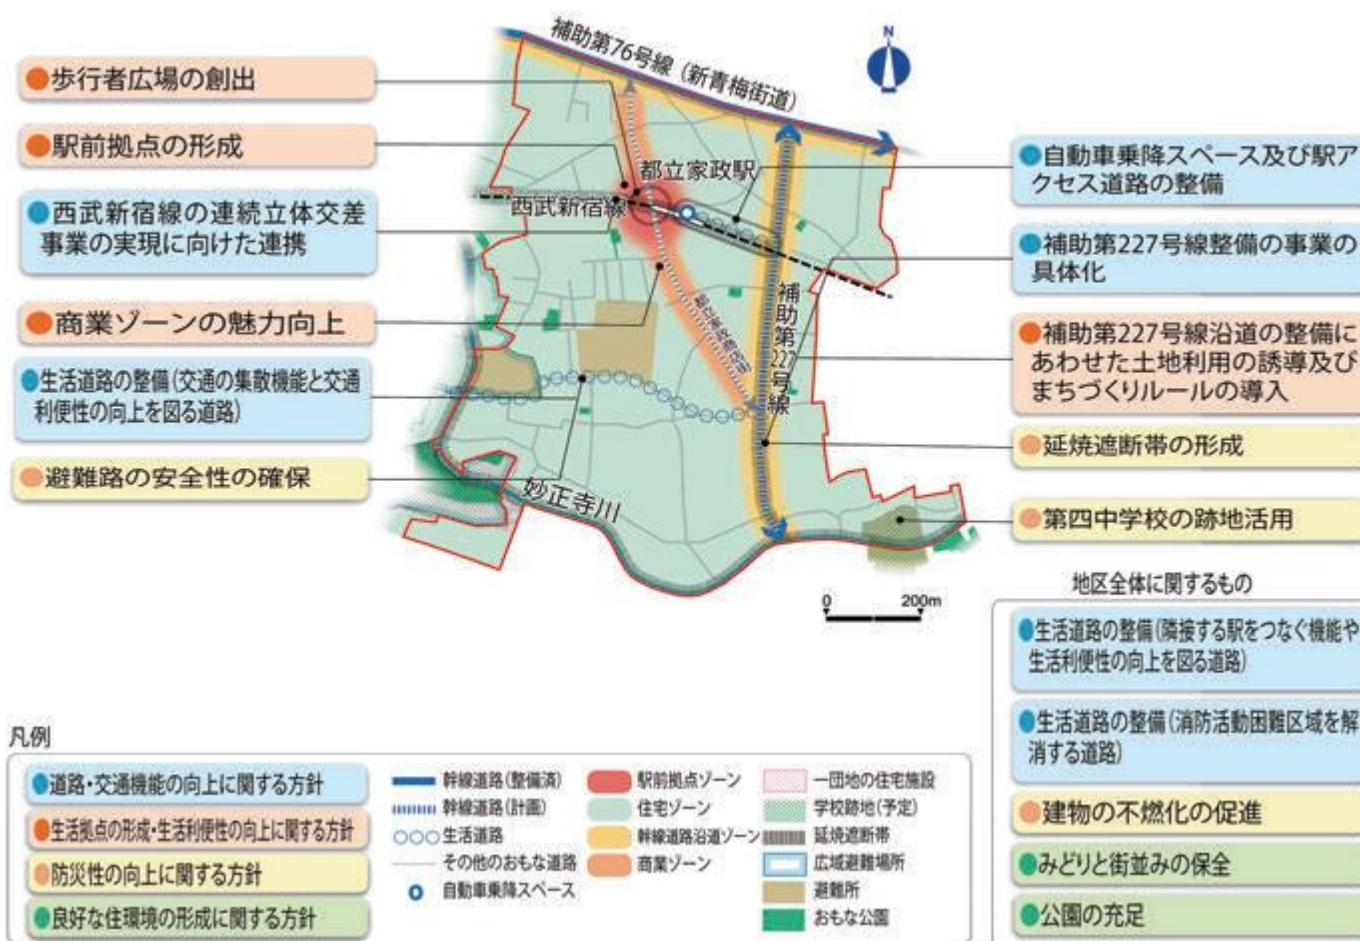 補助第76号線（新青梅街道）
N
●歩行者広場の創出
●駅前拠点の形成
●西武新宿線の連続立体交差
事業の実現に向けた連携
●商業ゾーンの魅力向上
●生活道路の整備（交通の集散機能と交通
利便性の向上を図る道路）
●避難路の安全性の確保
都立家政駅
西武新宿線
補助第227号線
妙正寺川
0 200m
●自動車乗降スペース及び駅ア
クセス道路の整備
●補助第227号線整備の事業の
具体化
●補助第227号線沿道の整備に
あわせた土地利用の誘導及び
まちづくりルールの導入
●延焼遮断帯の形成
●第四中学校の跡地活用
地区全体に関するもの
●生活道路の整備（隣接する駅をつなぐ機能や
生活利便性の向上を図る道路）
●生活道路の整備（消防活動困難区域を解
消する道路）
●建物の不燃化の促進
●みどりと街並みの保全
●公園の充足
凡例
●道路・交通機能の向上に関する方針
●生活拠点の形成・生活利便性の向上に関する方針
●防災性の向上に関する方針
●良好な住環境の形成に関する方針
幹線道路（整備済）
幹線道路（計画）
生活道路
その他のおもな道路
自動車乗降スペース
駅前拠点ゾーン
住宅ゾーン
幹線道路沿道ゾーン
商業ゾーン
一団地の住宅施設
学校跡地（予定）
延焼遮断帯
広域避難場所
避難所
おもな公園